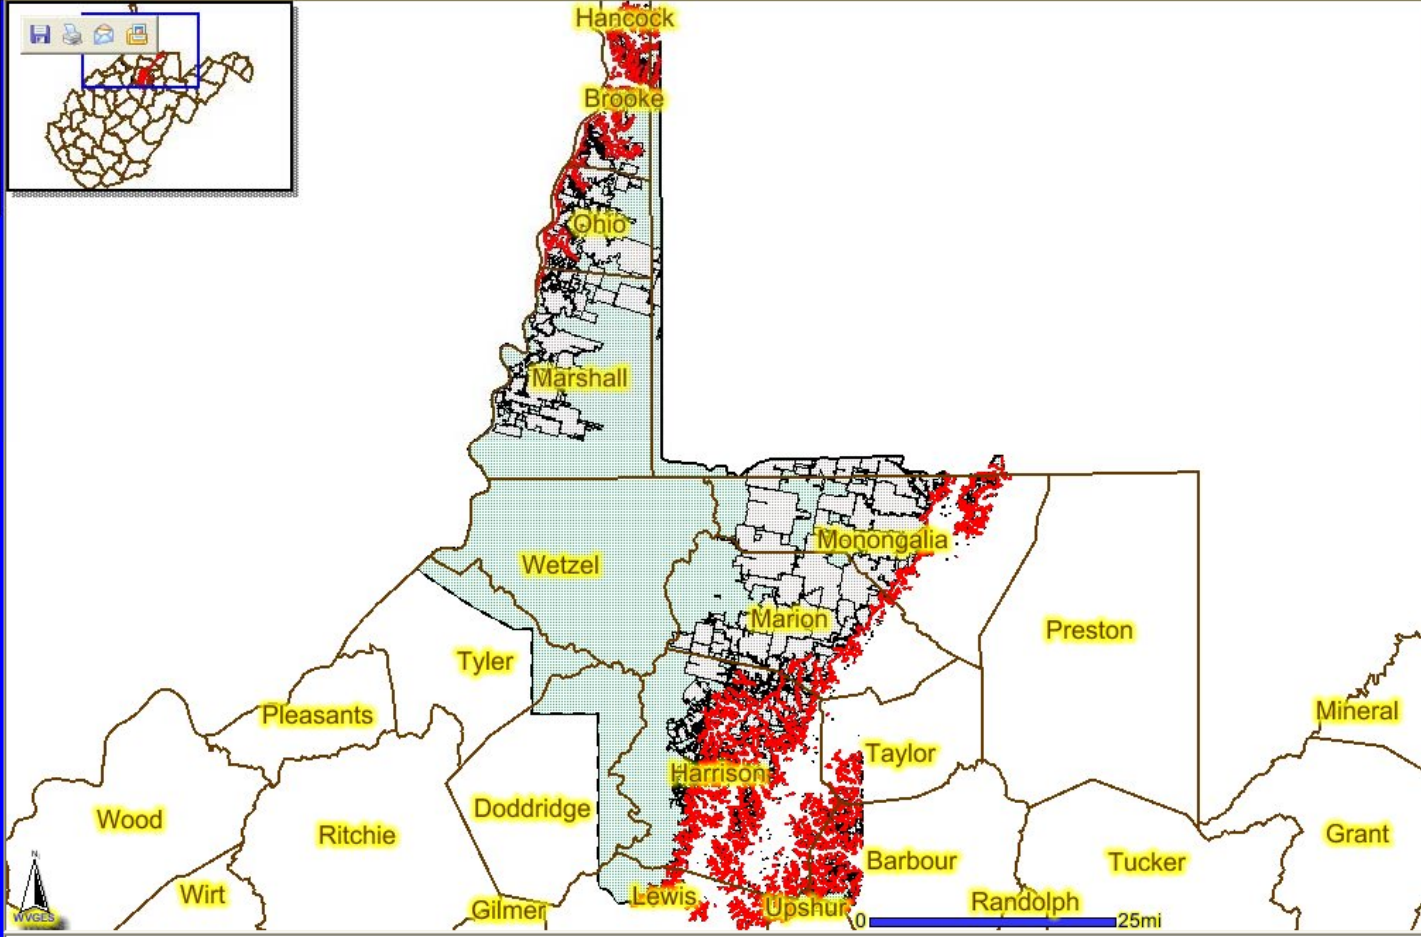 Hancock
Brooke
Ohio
Marshall
Monongalia
Wetzel
Marion
Preston
Tyler
Pleasants
Mineral
Taylor
Harrison
Doddridge
Wood
Ritchie
Grant
Barbour
Tucker
Wirt
Lewis
Randolph
Upshur
Gilmer
N
WVGES
0
25mi